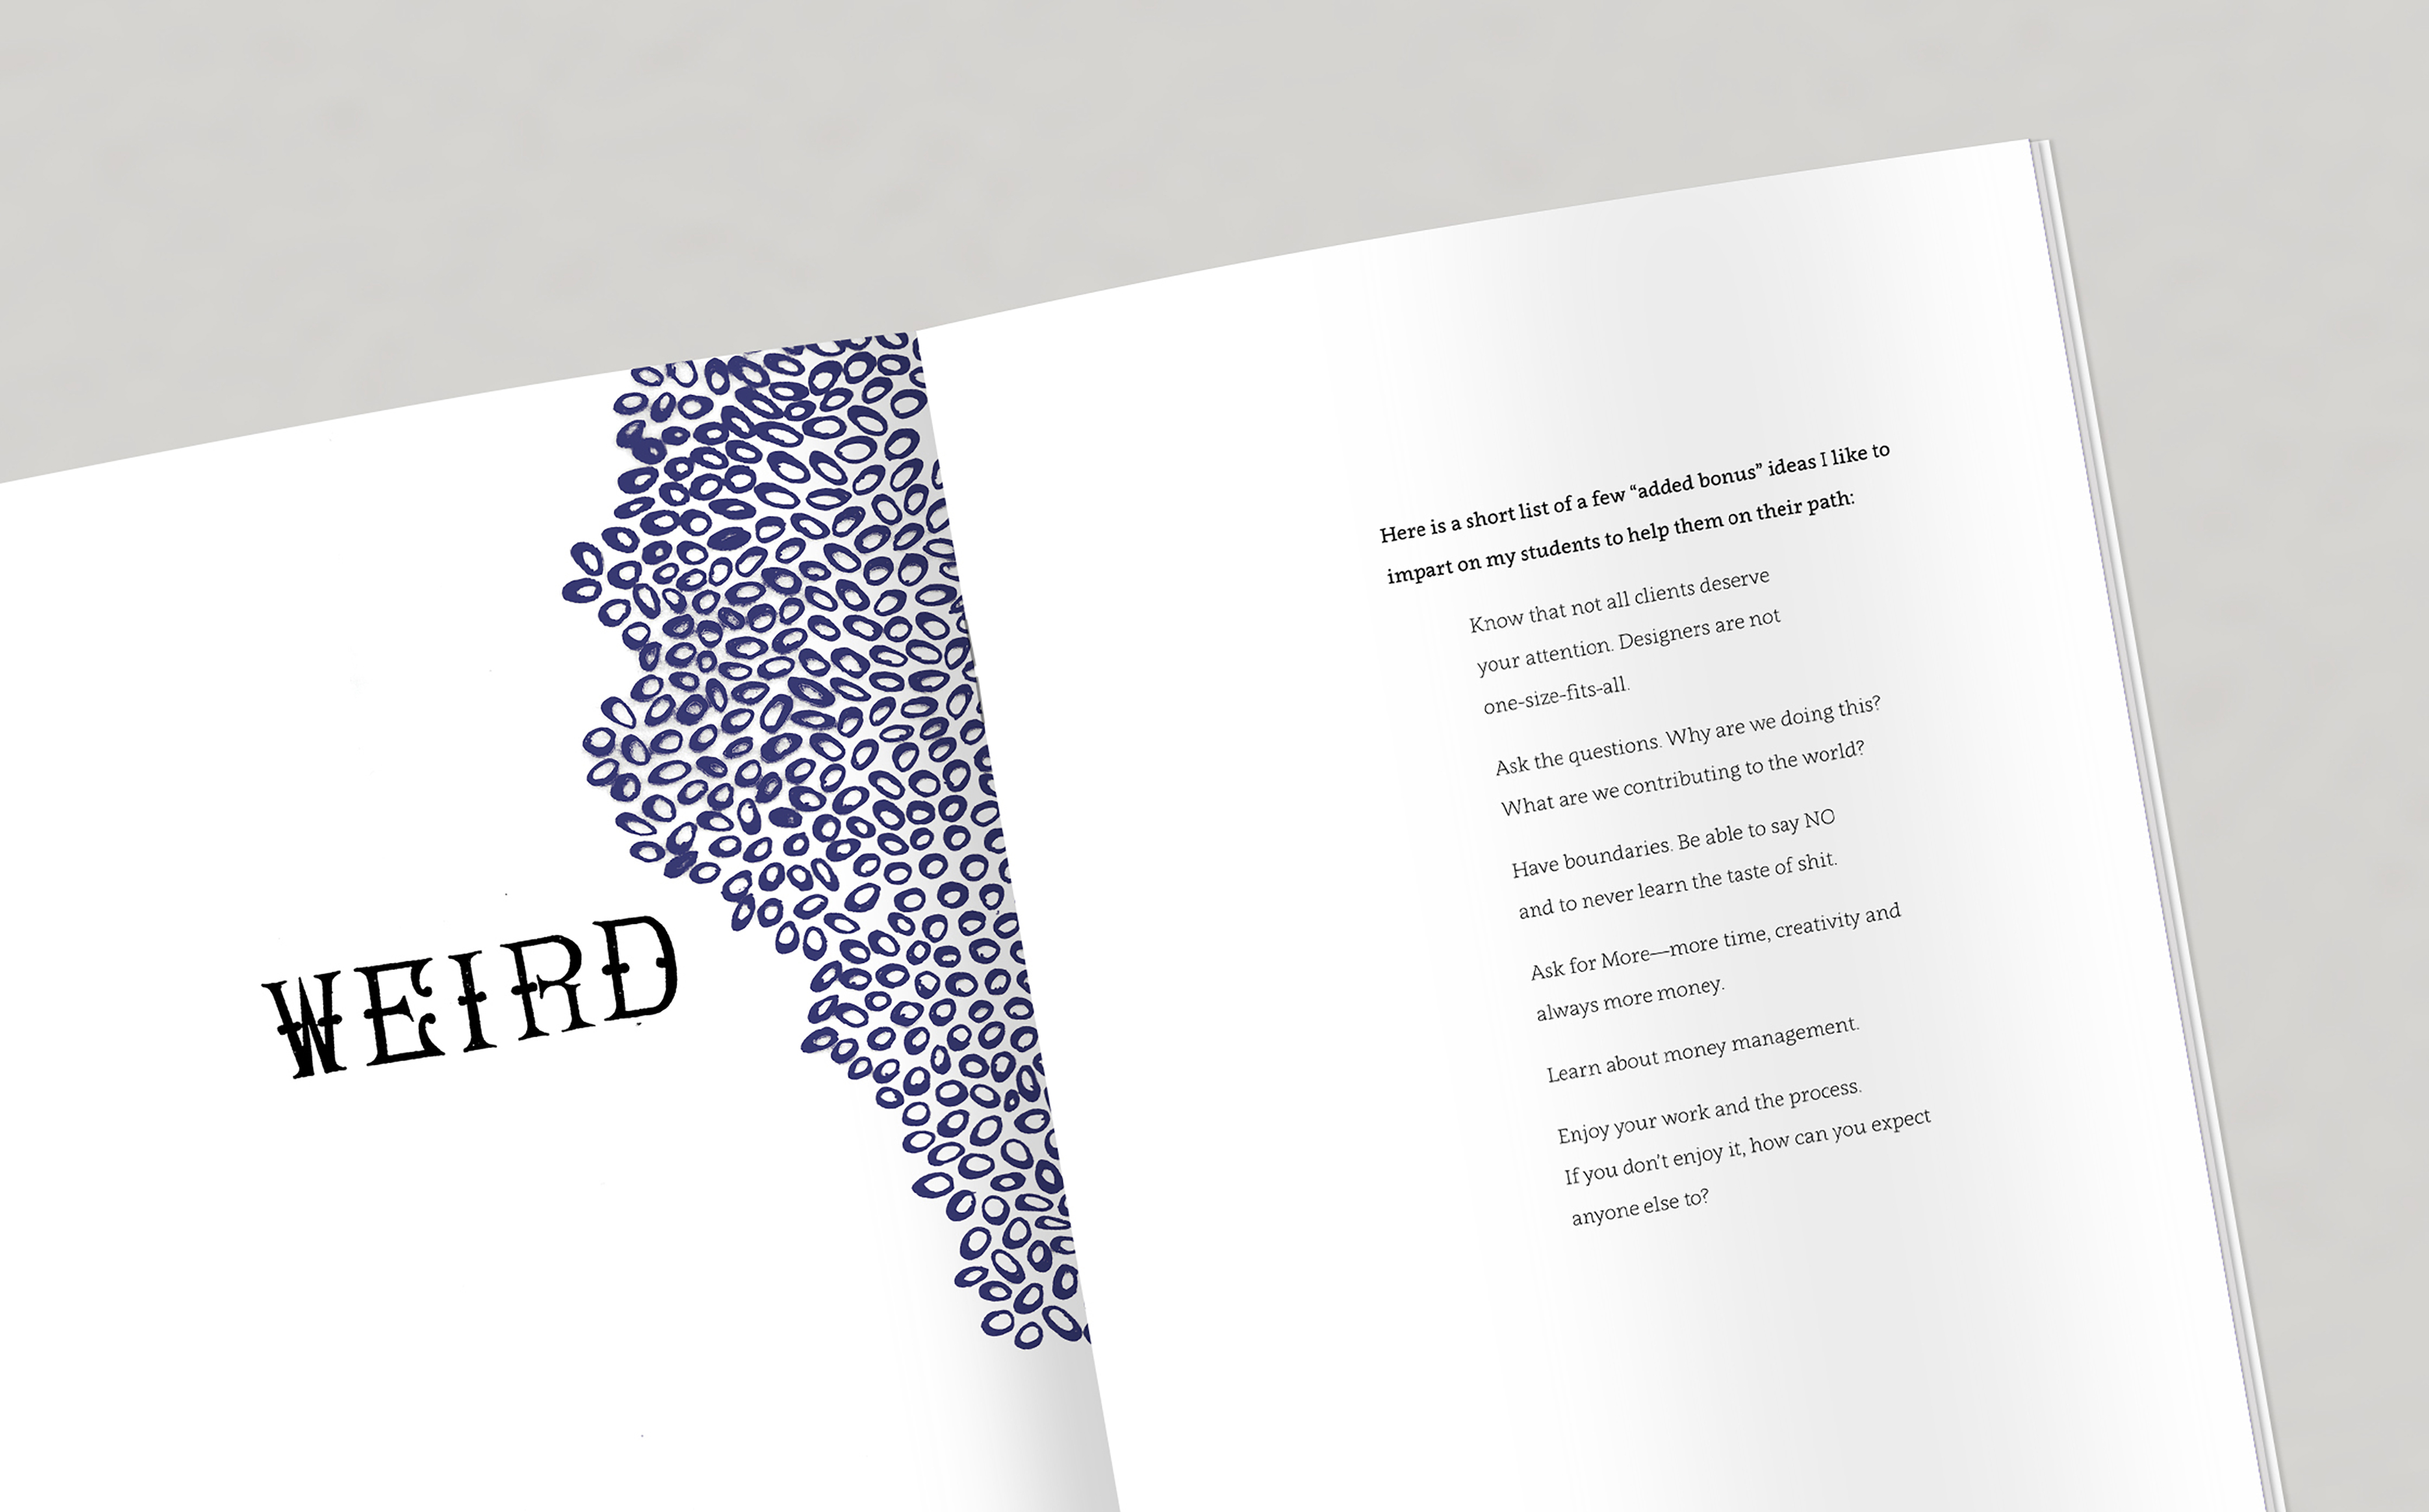 WEIRD
Here is a short list of a few “added bonus” ideas I like to
impart on my students to help them on their path:
Know that not all clients deserve
your attention. Designers are not
one-size-fits-all.
Ask the questions. Why are we doing this?
What are we contributing to the world?
Have boundaries. Be able to say NO
and to never learn the taste of shit.
Ask for More—more time, creativity and
always more money.
Learn about money management.
Enjoy your work and the process.
If you don't enjoy it, how can you expect
anyone else to?